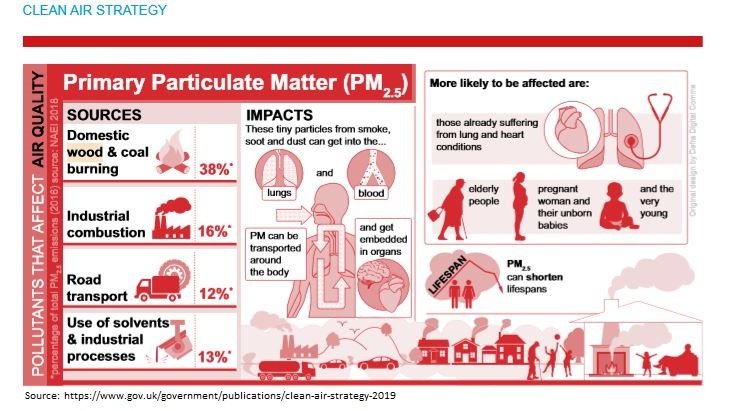 CLEAN AIR STRATEGY
POLLUTANTS THAT AFFECT AIR QUALITY
*percentage of total PM2.5 emissions (2016) source: NAEI 2018
Primary Particulate Matter (PM2.5)
SOURCES
Domestic
wood & coal
burning
38%*
Industrial
combustion
16%*
Road
transport
12%*
Use of solvents
& industrial
processes
13%*
IMPACTS
These tiny particles from smoke,
soot and dust can get into the...
lungs
and
blood
PM can be
transported
around
the body
and get
embedded
in organs
More likely to be affected are:
those already suffering
from lung and heart
conditions
elderly
people
pregnant
woman and
their unborn
babies
and the
very
young
LIFESPAN
PM2.5
can shorten
lifespans
Original design by Defra Digital Comms
Source: https://www.gov.uk/government/publications/clean-air-strategy-2019